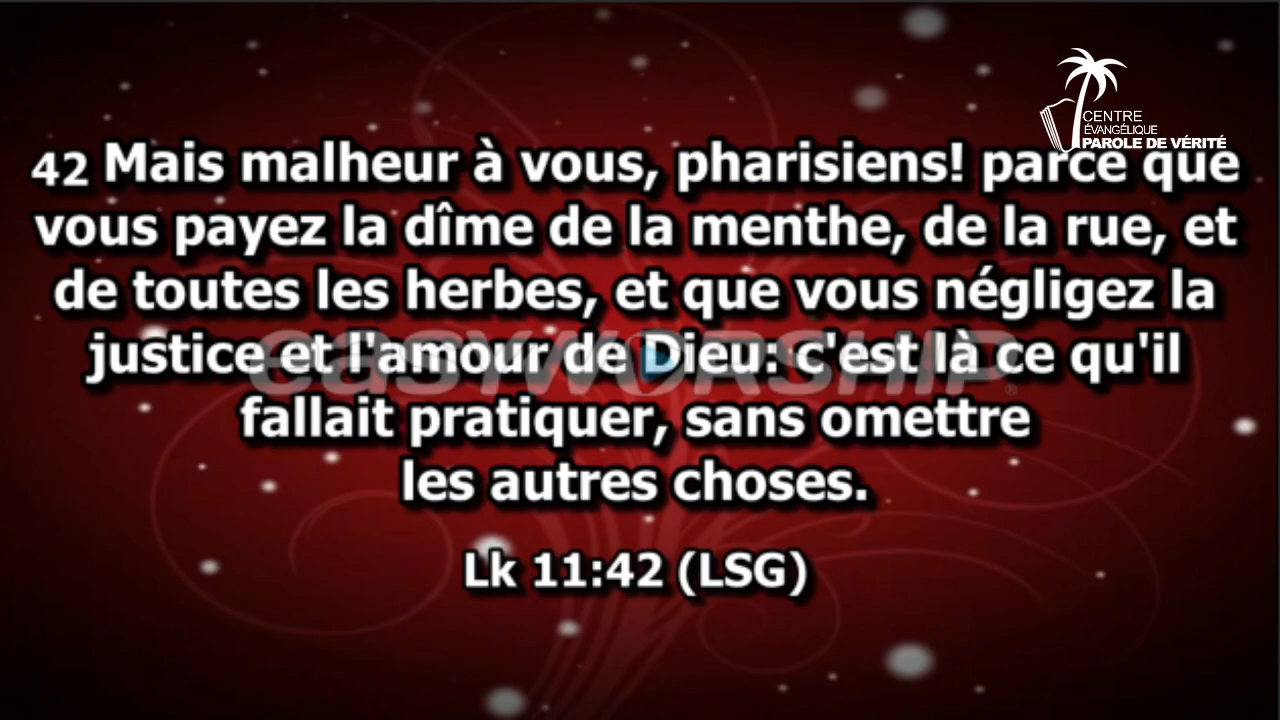 CENTRE
ÉVANGÉLIQUE
PAROLE DE VÉRITÉ
42 Mais malheur à vous, pharisiens! parce que
vous payez la dîme de la menthe, de la rue, et
de toutes les herbes, et que vous négligez la
justice et l'amour de Dieu: c'est là ce qu'il
fallait pratiquer, sans omettre
les autres choses.
easyworship®
Lk 11:42 (LSG)